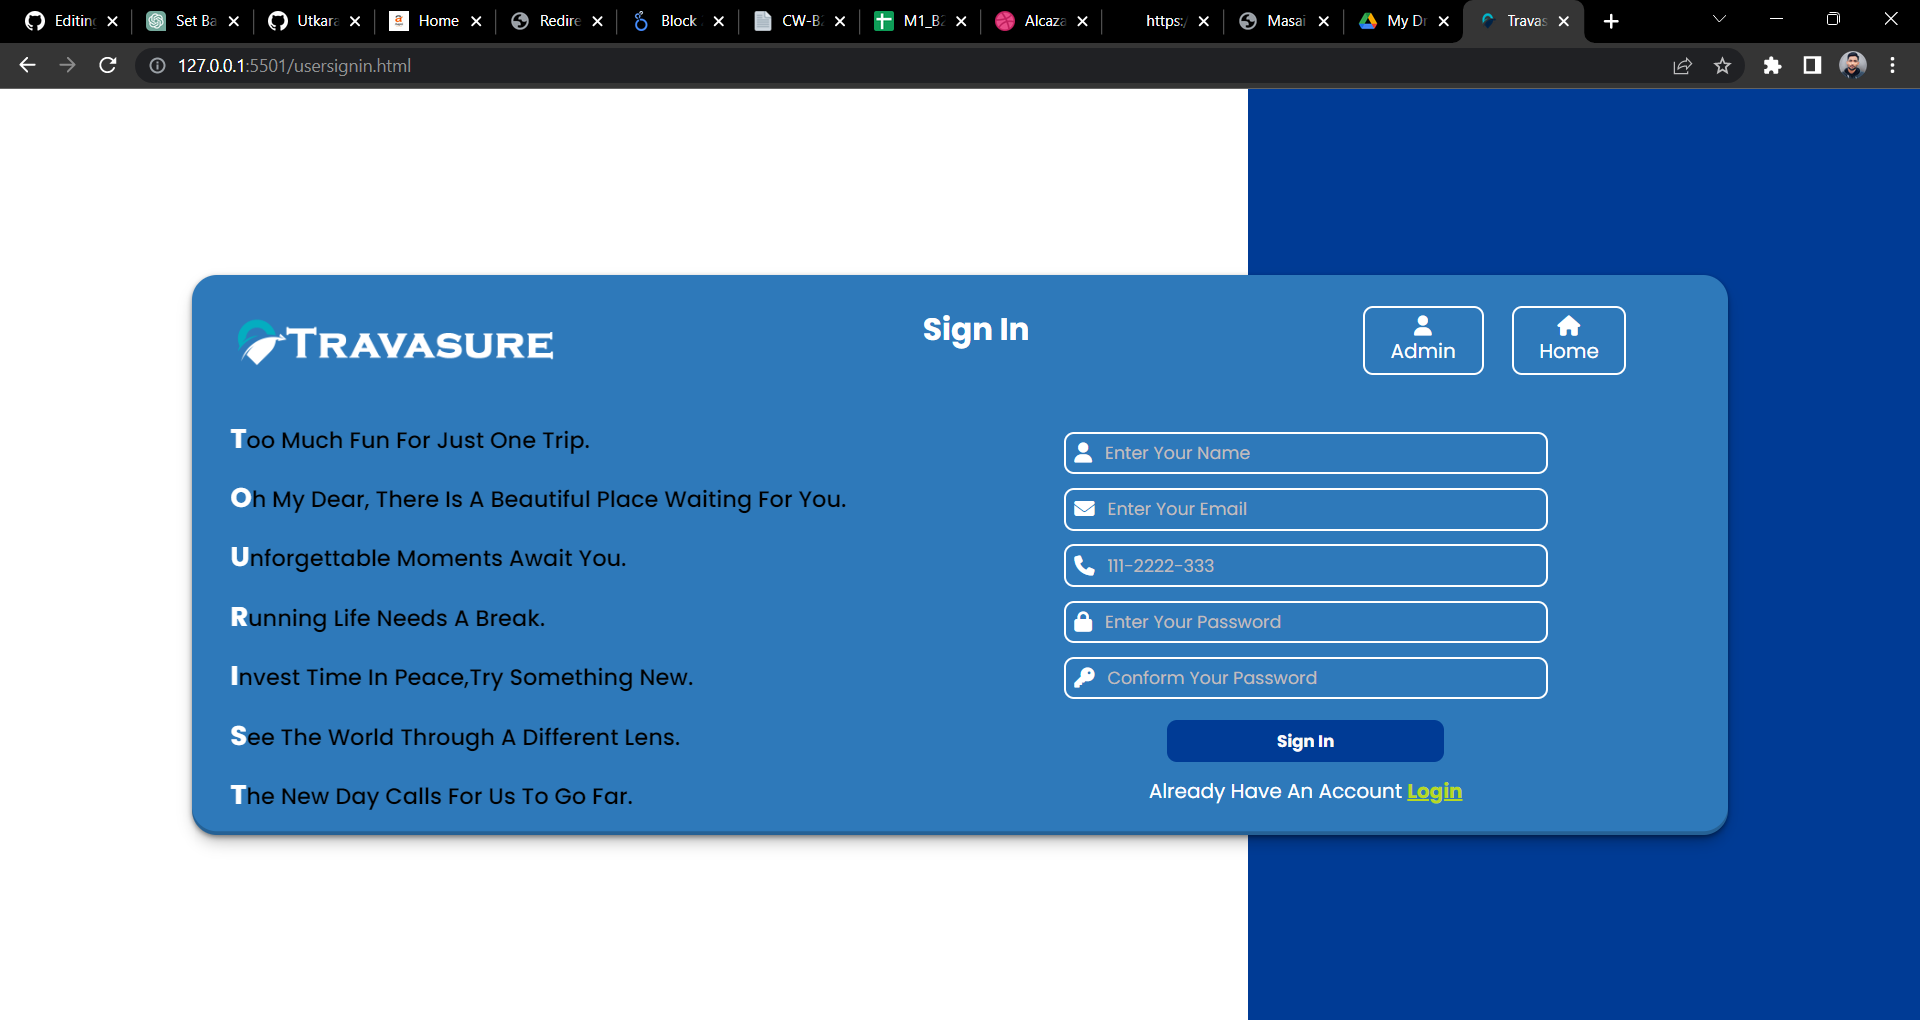 Editing
Set Ba
Utkara
Home
Redire
Block
CW-B2
M1_B2
Alcaza
https:/
Masai
My Dr
Travas
127.0.0.1:5501/usersignin.html
TRAVASURE
Sign In
Admin
Home
Too Much Fun For Just One Trip.
Oh My Dear, There Is A Beautiful Place Waiting For You.
Unforgettable Moments Await You.
Running Life Needs A Break.
Invest Time In Peace,Try Something New.
See The World Through A Different Lens.
The New Day Calls For Us To Go Far.
Enter Your Name
Enter Your Email
111-2222-333
Enter Your Password
Conform Your Password
Sign In
Already Have An Account Login